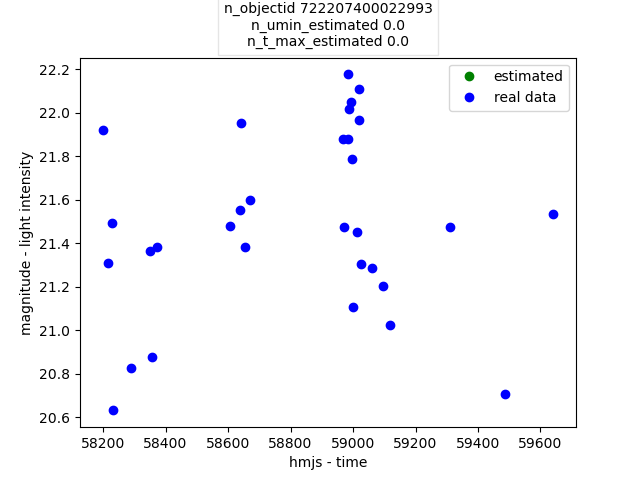 n_objectid 722207400022993
n_umin_estimated 0.0
n_t_max_estimated 0.0
estimated
real data
magnitude - light intensity
22.2
22.0
21.8
21.6
21.4
21.2
21.0
20.8
20.6
58200 58400 58600 58800 59000 59200 59400 59600
hmjs - time